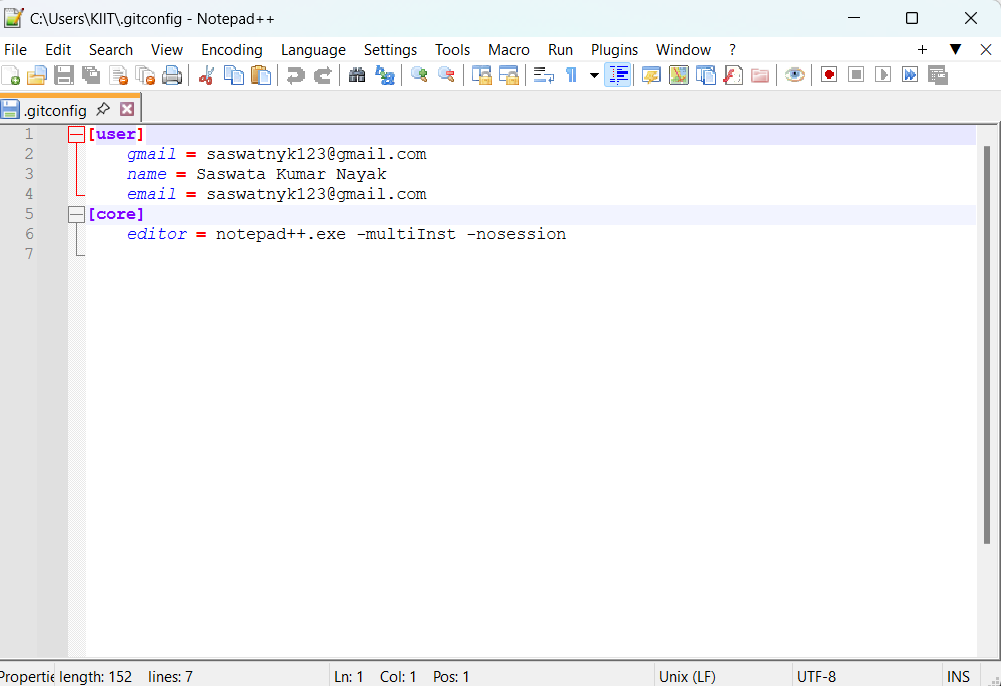 C:\Users\KIIT\.gitconfig - Notepad++
File Edit Search View Encoding Language Settings Tools Macro Run Plugins Window ? + ▼ X
.gitconfig
1 [user]
2 gmail = saswatnyk123@gmail.com
3 name = Saswata Kumar Nayak
4 email = saswatnyk123@gmail.com
5 [core]
6 editor = notepad++.exe -multiInst -nosession
7
Propertie length: 152 lines: 7 Ln: 1 Col: 1 Pos: 1 Unix (LF) UTF-8 INS